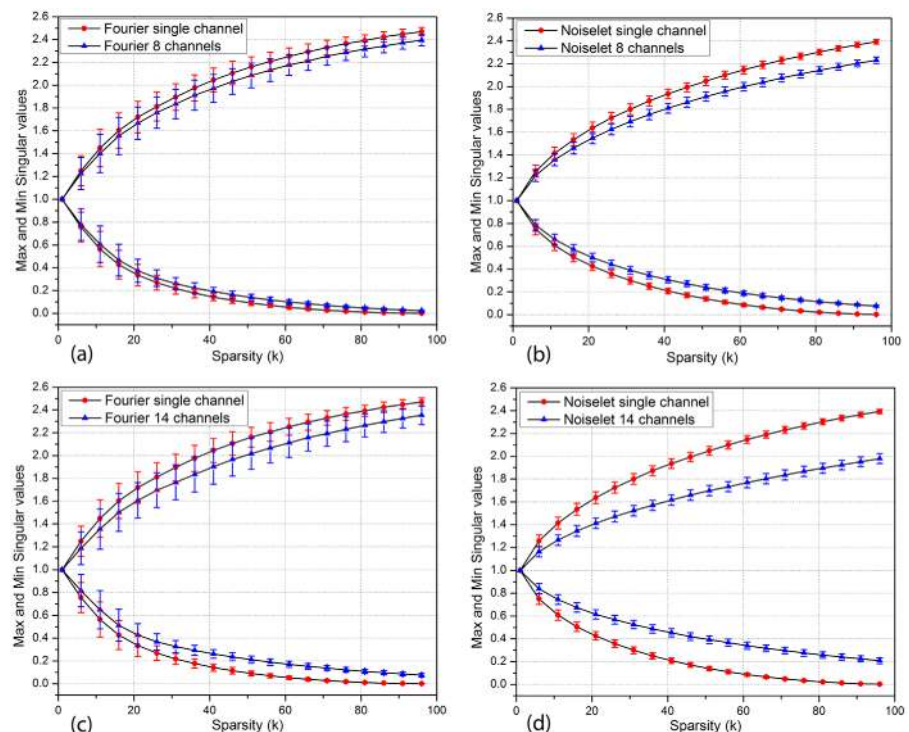 Fourier single channel
Fourier 8 channels
Max and Min Singular values
2.6
2.4
2.2
2.0
1.8
1.6
1.4
1.2
1.0
0.8
0.6
0.4
0.2
0.0
(a)
0 20 40 60 80 100
Sparsity (k)
Noiselet single channel
Noiselet 8 channels
Max and Min Singular values
2.6
2.4
2.2
2.0
1.8
1.6
1.4
1.2
1.0
0.8
0.6
0.4
0.2
0.0
(b)
0 20 40 60 80 100
Sparsity (k)
Fourier single channel
Fourier 14 channels
Max and Min Singular values
2.6
2.4
2.2
2.0
1.8
1.6
1.4
1.2
1.0
0.8
0.6
0.4
0.2
0.0
(c)
0 20 40 60 80 100
Sparsity (k)
Noiselet single channel
Noiselet 14 channels
Max and Min Singular values
2.6
2.4
2.2
2.0
1.8
1.6
1.4
1.2
1.0
0.8
0.6
0.4
0.2
0.0
(d)
0 20 40 60 80 100
Sparsity (k)